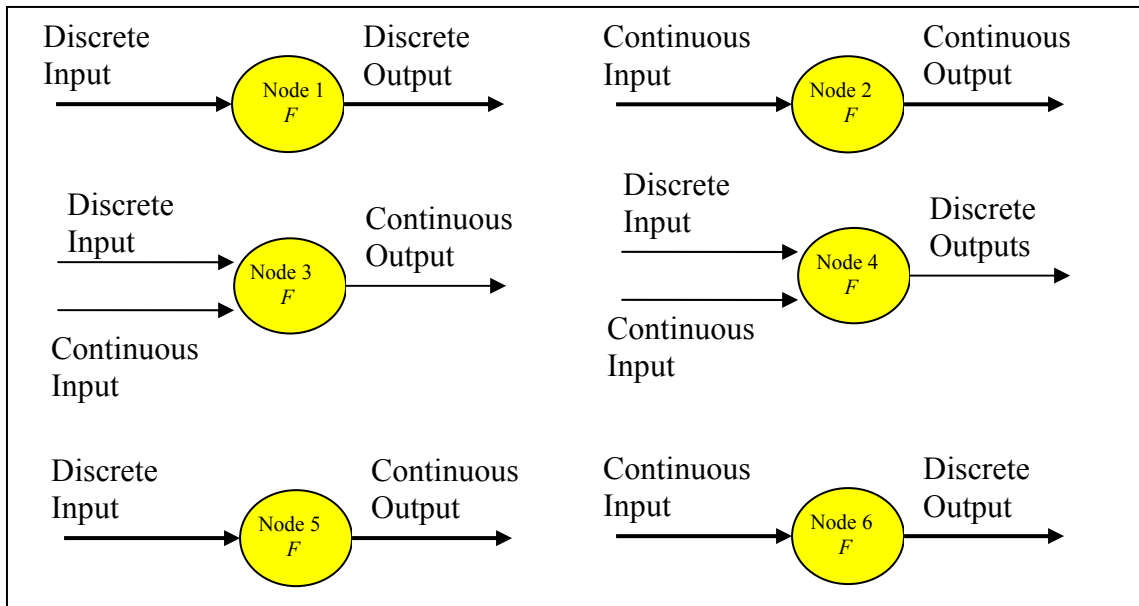 Discrete
Input
Node 1
F
Discrete
Output
Continuous
Input
Node 2
F
Continuous
Output
Discrete
Input
Continuous
Input
Node 3
F
Continuous
Output
Discrete
Input
Continuous
Input
Node 4
F
Discrete
Outputs
Discrete
Input
Node 5
F
Continuous
Output
Continuous
Input
Node 6
F
Discrete
Output